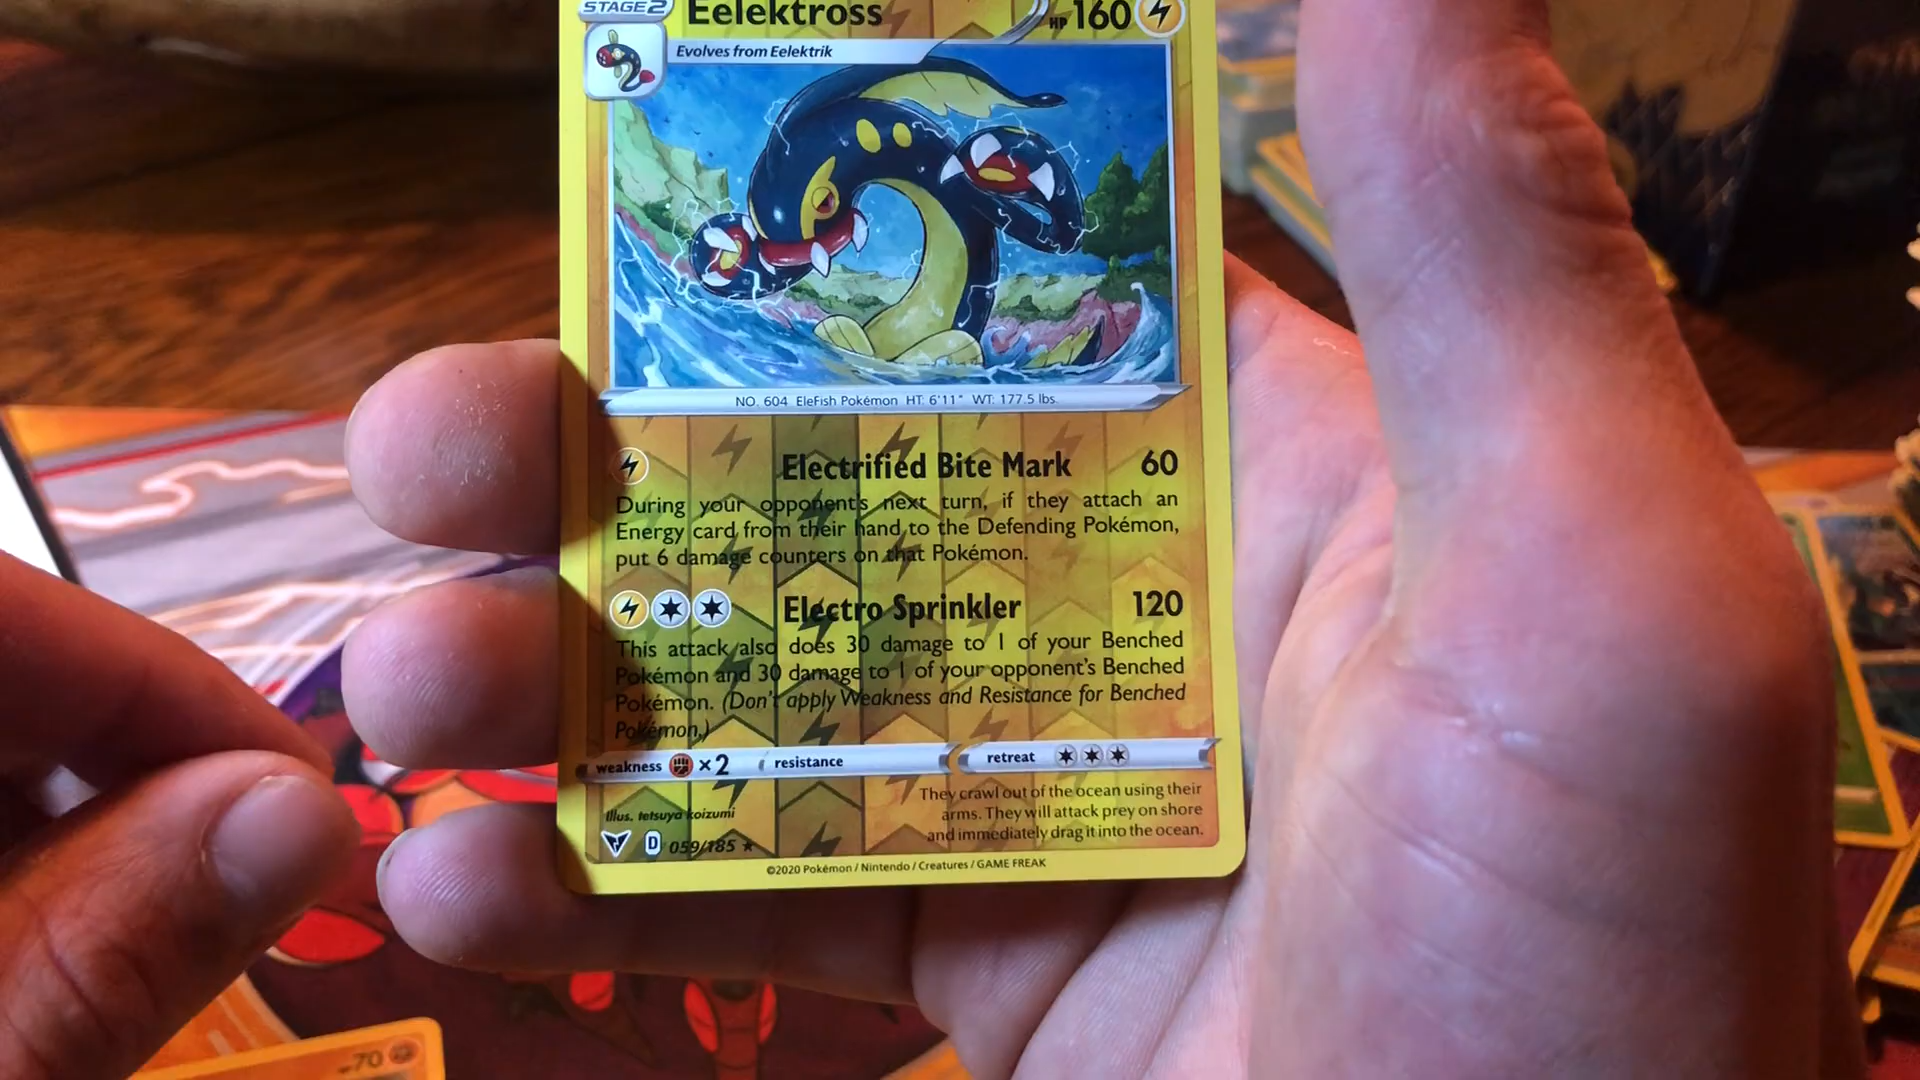 STAGE 2 Eelektross HP 160
Evolves from Eelektrik
NO. 604 EleFish Pokémon HT: 6'11" WT: 177.5 lbs.
Electrified Bite Mark 60
During your opponent's next turn, if they attach an
Energy card from their hand to the Defending Pokémon,
put 6 damage counters on that Pokémon.
Electro Sprinkler 120
This attack also does 30 damage to 1 of your Benched
Pokémon and 30 damage to 1 of your opponent's Benched
Pokémon. (Don't apply Weakness and Resistance for Benched
Pokémon.)
weakness ×2 resistance retreat
They crawl out of the ocean using their
arms. They will attack prey on shore
and immediately drag it into the ocean.
Illus. tetsuya koizumi
D 059/185 ★
©2020 Pokémon / Nintendo / Creatures / GAME FREAK
70